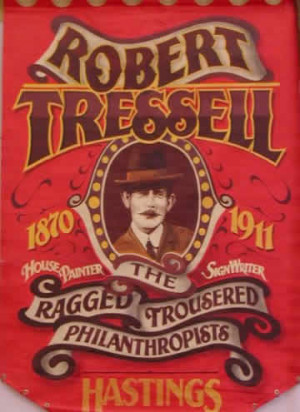 ROBERT
TRESSELL
1870 1911
HOUSE PAINTER SIGN WRITER
THE
RAGGED TROUSERED
PHILANTHROPISTS
HASTINGS